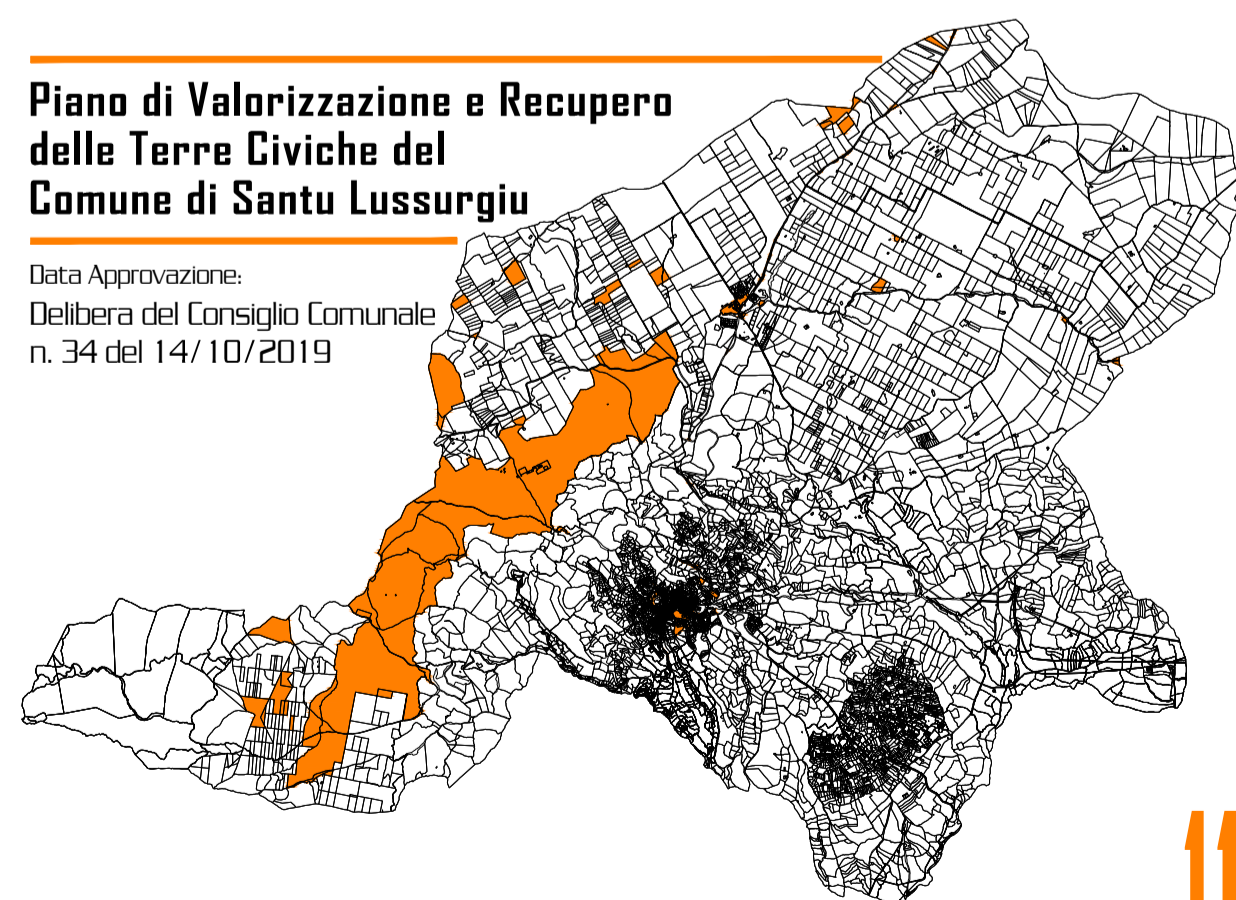 Piano di Valorizzazione e Recupero
delle Terre Civiche del
Comune di Santu Lussurgiu
Data Approvazione:
Delibera del Consiglio Comunale
n. 34 del 14/10/2019
11